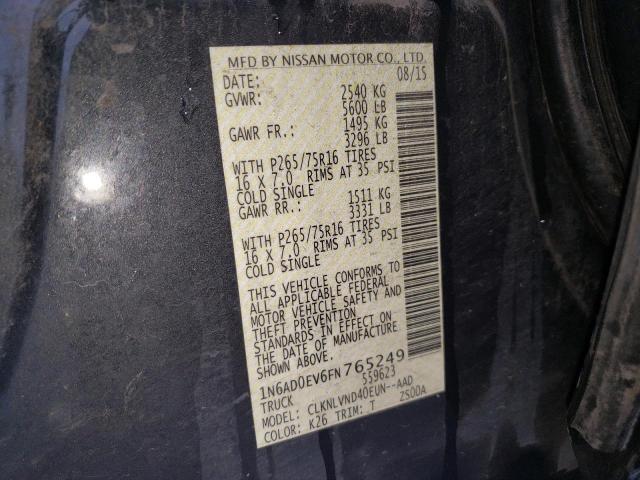 MFD BY NISSAN MOTOR CO., LTD.
DATE: 08/15
GVWR: 2540 KG
5600 LB
GAWR FR.: 1495 KG
3296 LB
WITH P265/75R16 TIRES
16 X 7.0 RIMS AT 35 PSI
COLD SINGLE
GAWR RR.: 1511 KG
3331 LB
WITH P265/75R16 TIRES
16 X 7.0 RIMS AT 35 PSI
COLD SINGLE
THIS VEHICLE CONFORMS TO
ALL APPLICABLE FEDERAL
MOTOR VEHICLE SAFETY AND
THEFT PREVENTION
STANDARDS IN EFFECT ON
THE DATE OF MANUFACTURE
SHOWN ABOVE.
1N6AD0EV6FN765249
TRUCK 559623
MODEL: CLKNLVND40EUN--AAD
COLOR: K26 TRIM: T 2S00A